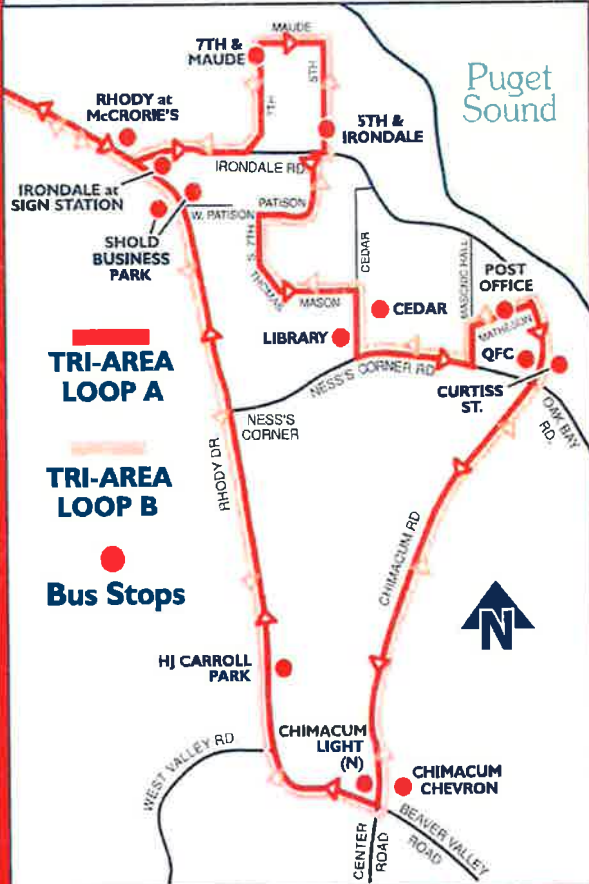 MAUDE
7TH &
MAUDE
5TH
7TH
Puget
Sound
RHODY at
McCRORIE'S
5TH &
IRONDALE
IRONDALE RD
IRONDALE at
SIGN STATION
PATISON
W. PATISON
S. 7TH
SHOLD
BUSINESS
PARK
CEDAR
MASONIC HALL
POST
OFFICE
THOMAS
MASON
CEDAR
MATHESON
LIBRARY
QFC
TRI-AREA
LOOP A
NESS'S CORNER RD
CURTISS
ST.
OAK BAY
RD.
NESS'S
CORNER
TRI-AREA
LOOP B
RHODY DR
CHIMACUM RD
Bus Stops
N
HJ CARROLL
PARK
CHIMACUM
LIGHT
(N)
WEST VALLEY RD
CHIMACUM
CHEVRON
CENTER
ROAD
BEAVER VALLEY
ROAD